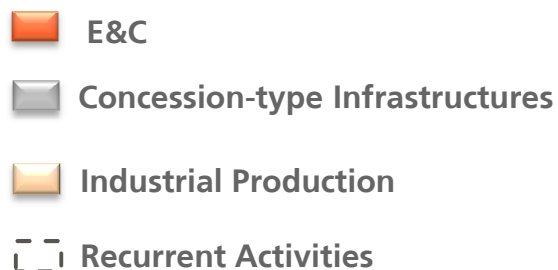 E&C
Concession-type Infrastructures
Industrial Production
Recurrent Activities